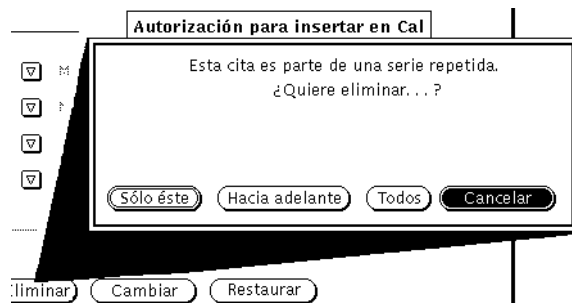 Autorización para insertar en Cal
Esta cita es parte de una serie repetida.
¿Quiere eliminar. . . ?
Sólo éste Hacia adelante Todos Cancelar
Cambiar Restaurar